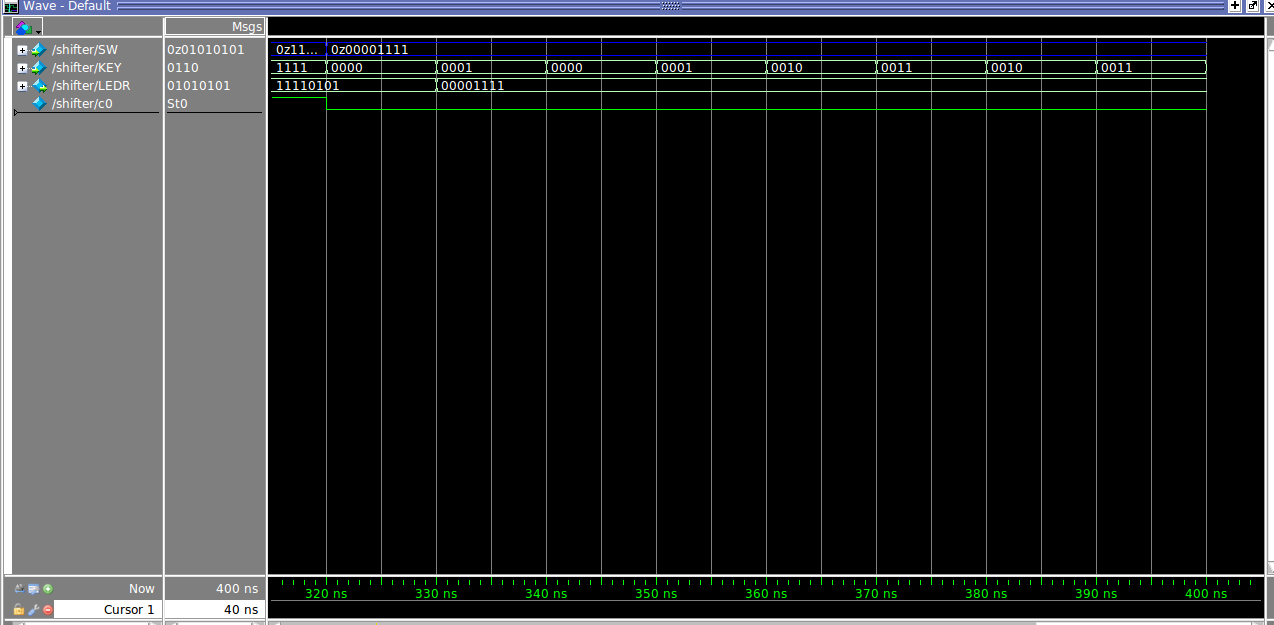 Wave - Default
Msgs
/shifter/SW 0z01010101 0z11... 0z00001111
/shifter/KEY 0110 1111 0000 0001 0000 0001 0010 0011 0010 0011
/shifter/LEDR 01010101 11110101 00001111
/shifter/c0 St0
Now 400 ns
320 ns 330 ns 340 ns 350 ns 360 ns 370 ns 380 ns 390 ns 400 ns
Cursor 1 40 ns